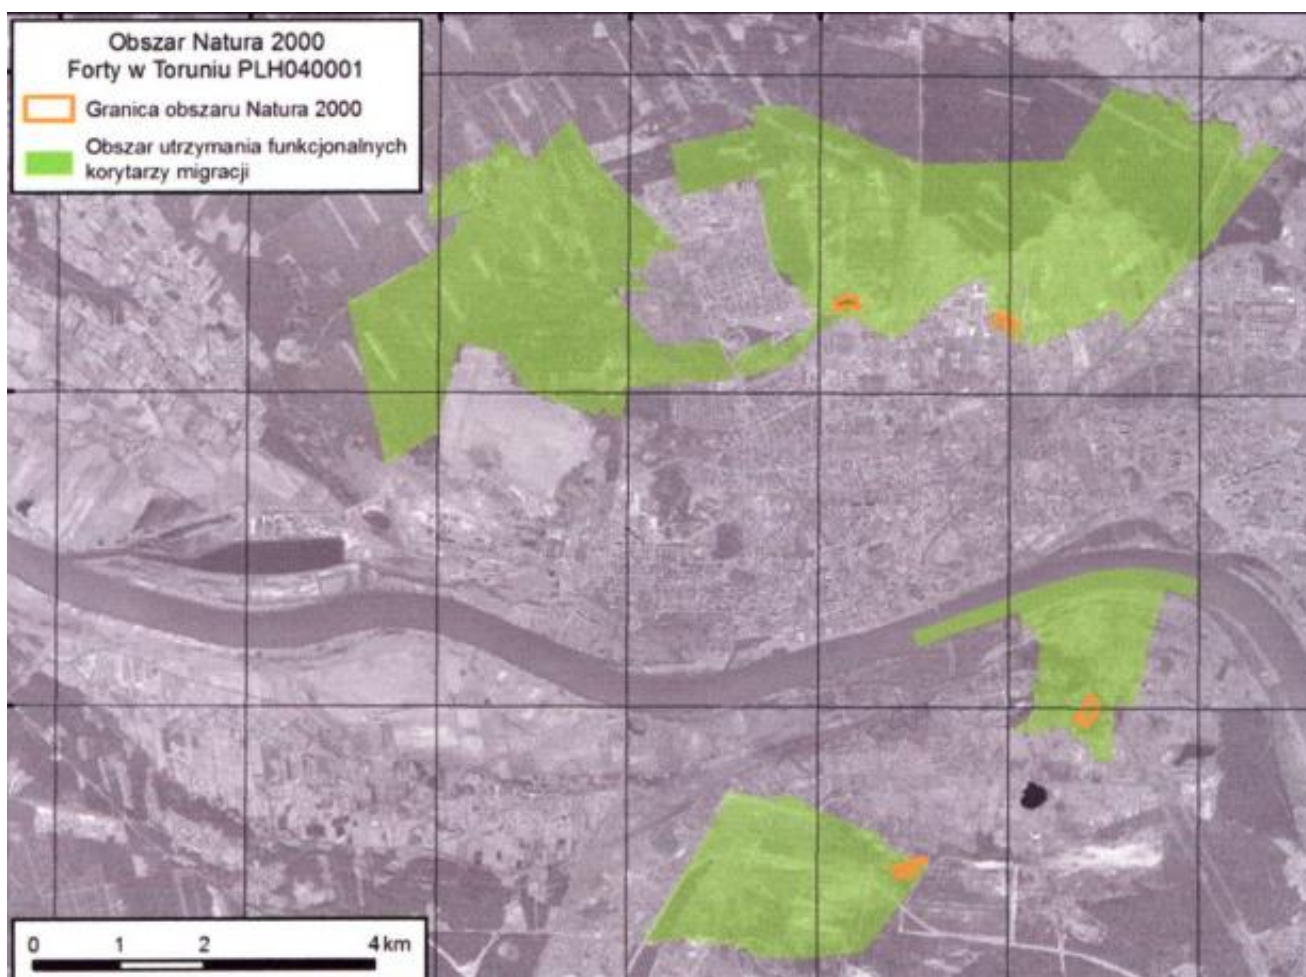 Obszar Natura 2000
Forty w Toruniu PLH040001
Granica obszaru Natura 2000
Obszar utrzymania funkcjonalnych
korytarzy migracji
0 1 2 4 km